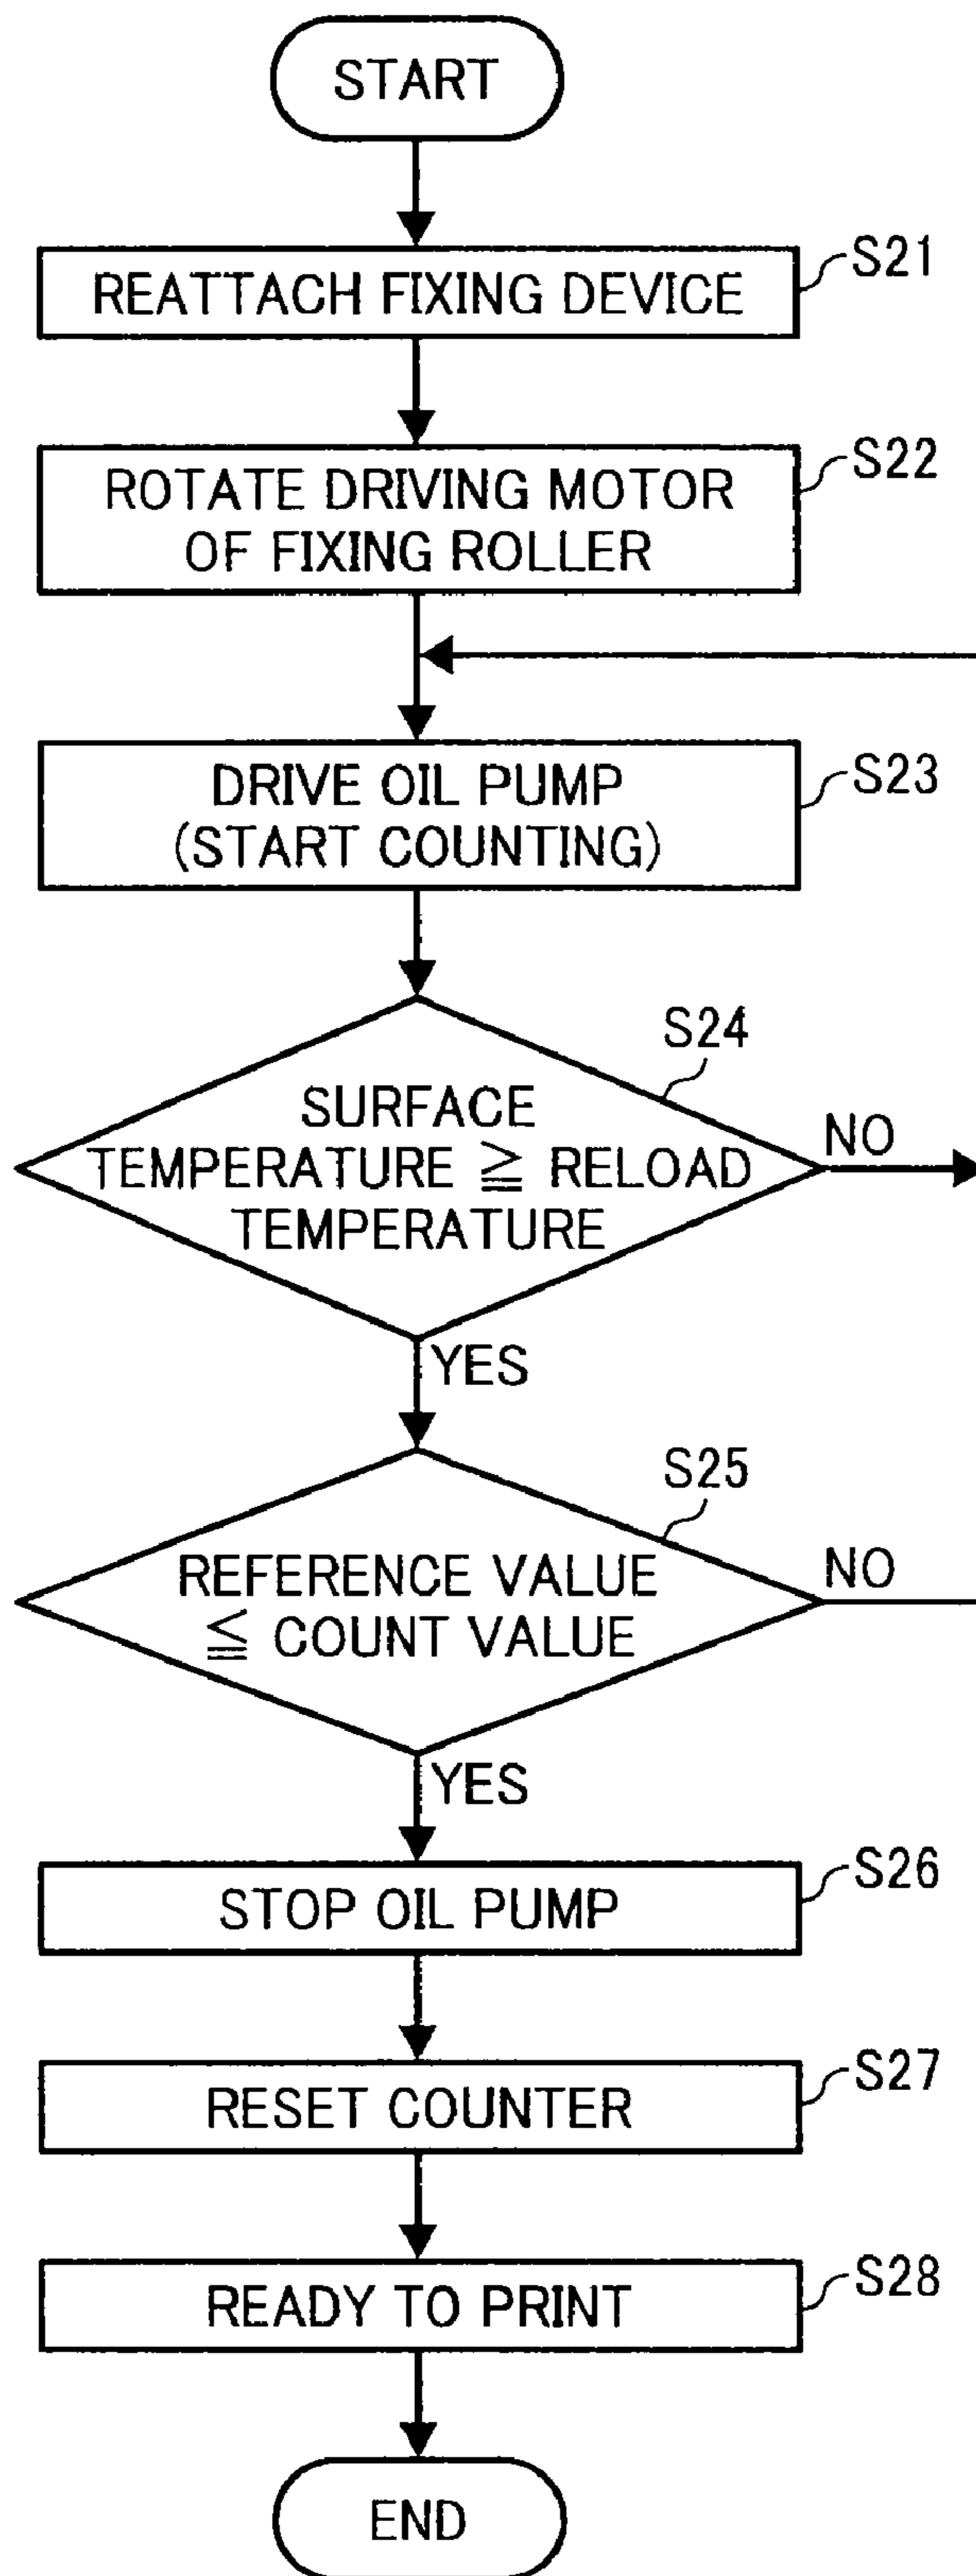 START
REATTACH FIXING DEVICE
S21
ROTATE DRIVING MOTOR
OF FIXING ROLLER
S22
DRIVE OIL PUMP
(START COUNTING)
S23
S24
SURFACE
TEMPERATURE ≧ RELOAD
TEMPERATURE
NO
YES
S25
REFERENCE VALUE
≦ COUNT VALUE
NO
YES
STOP OIL PUMP
S26
RESET COUNTER
S27
READY TO PRINT
S28
END